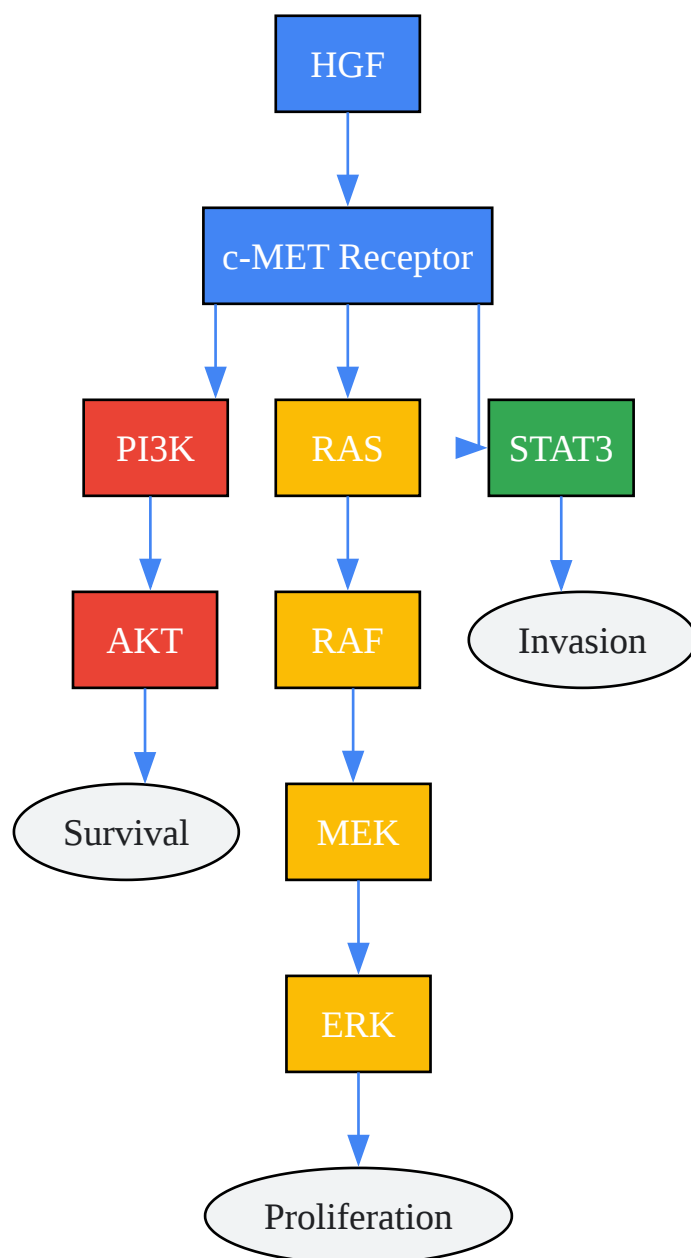 HGF
c-MET Receptor
PI3K
RAS
STAT3
AKT
RAF
Invasion
Survival
MEK
ERK
Proliferation